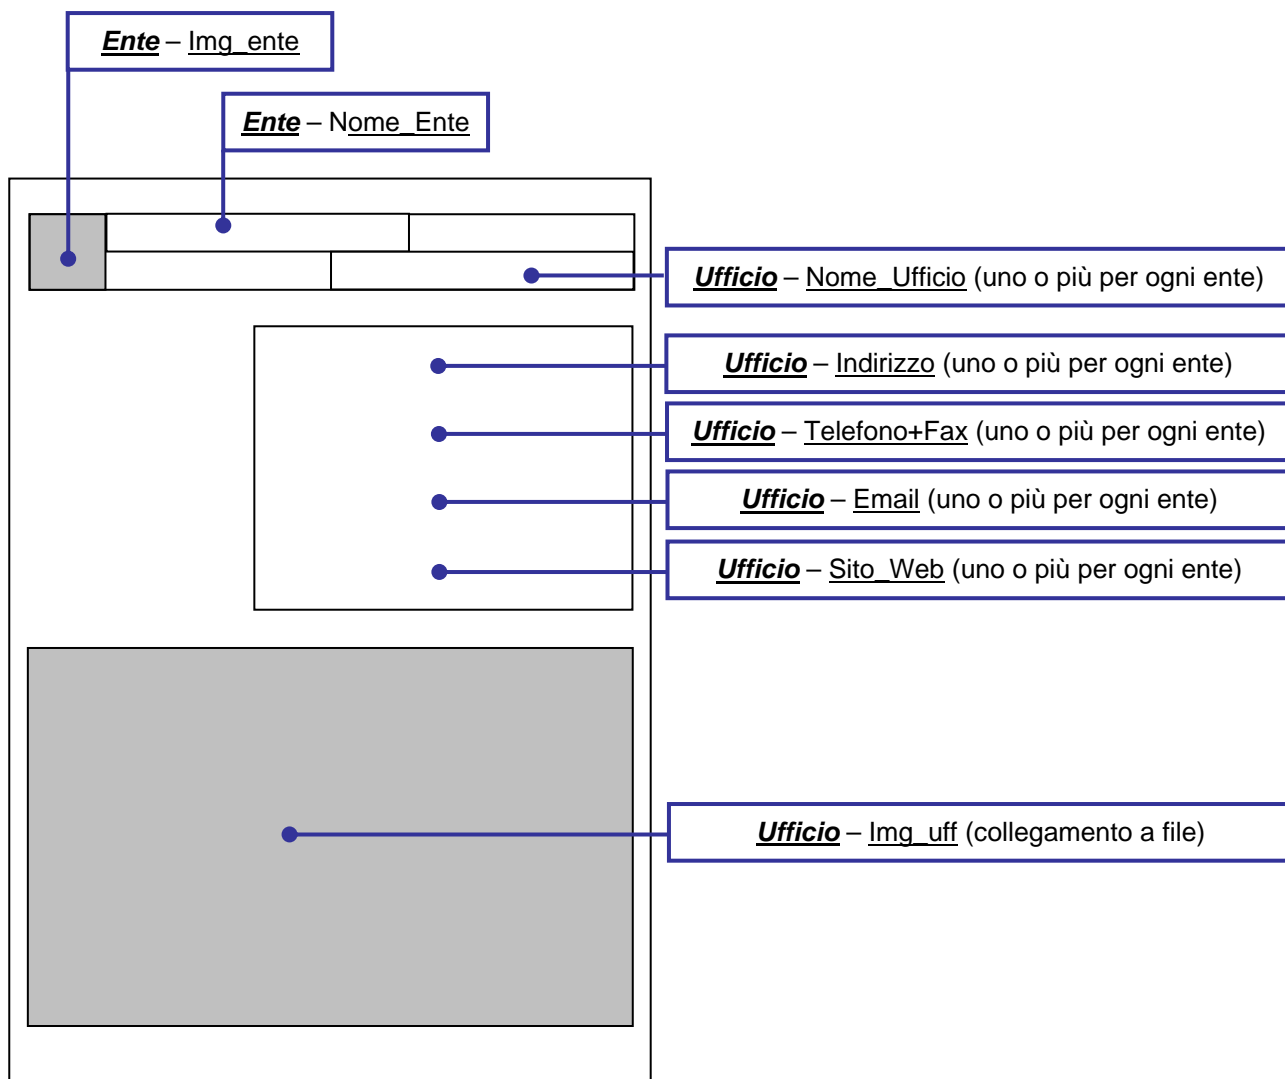 Ente – Img_ente
Ente – Nome_Ente
Ufficio – Nome_Ufficio (uno o più per ogni ente)
Ufficio – Indirizzo (uno o più per ogni ente)
Ufficio – Telefono+Fax (uno o più per ogni ente)
Ufficio – Email (uno o più per ogni ente)
Ufficio – Sito_Web (uno o più per ogni ente)
Ufficio – Img_uff (collegamento a file)